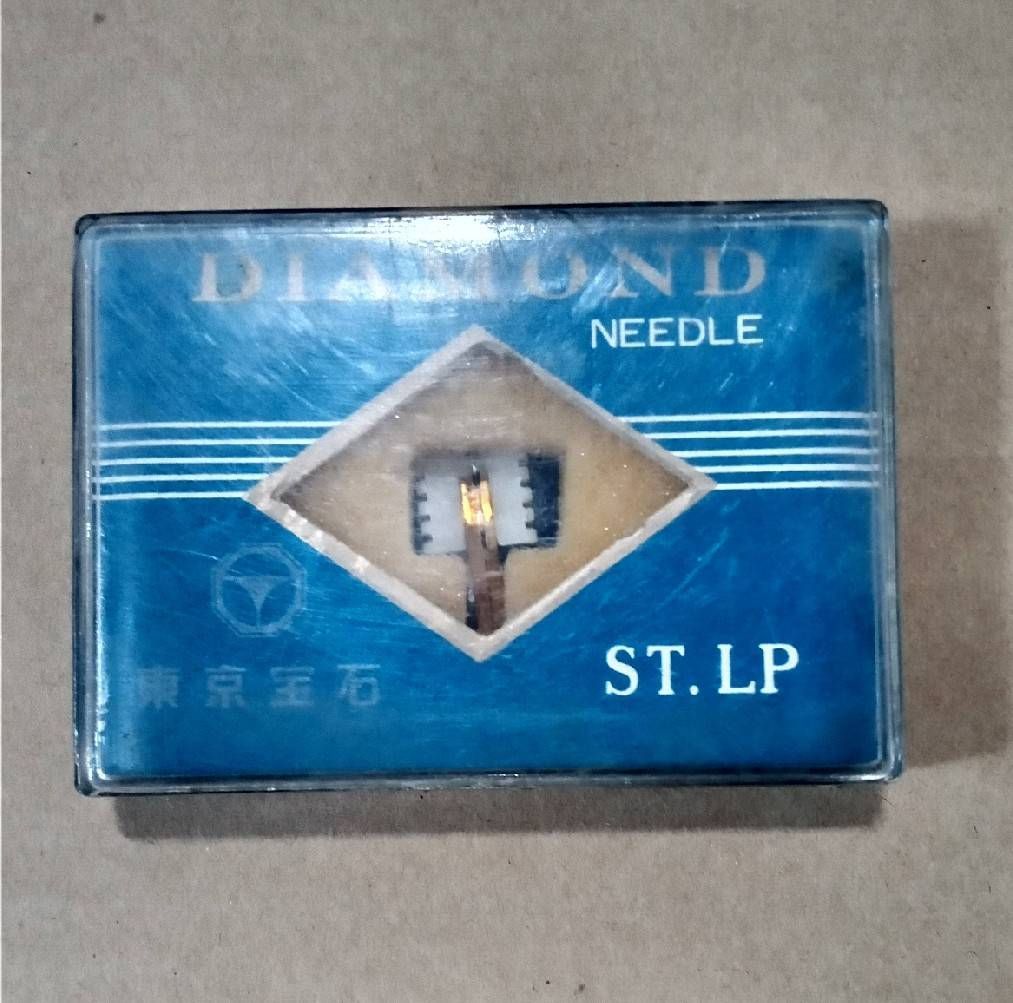 DIAMOND
NEEDLE
東京宝石
ST. LP